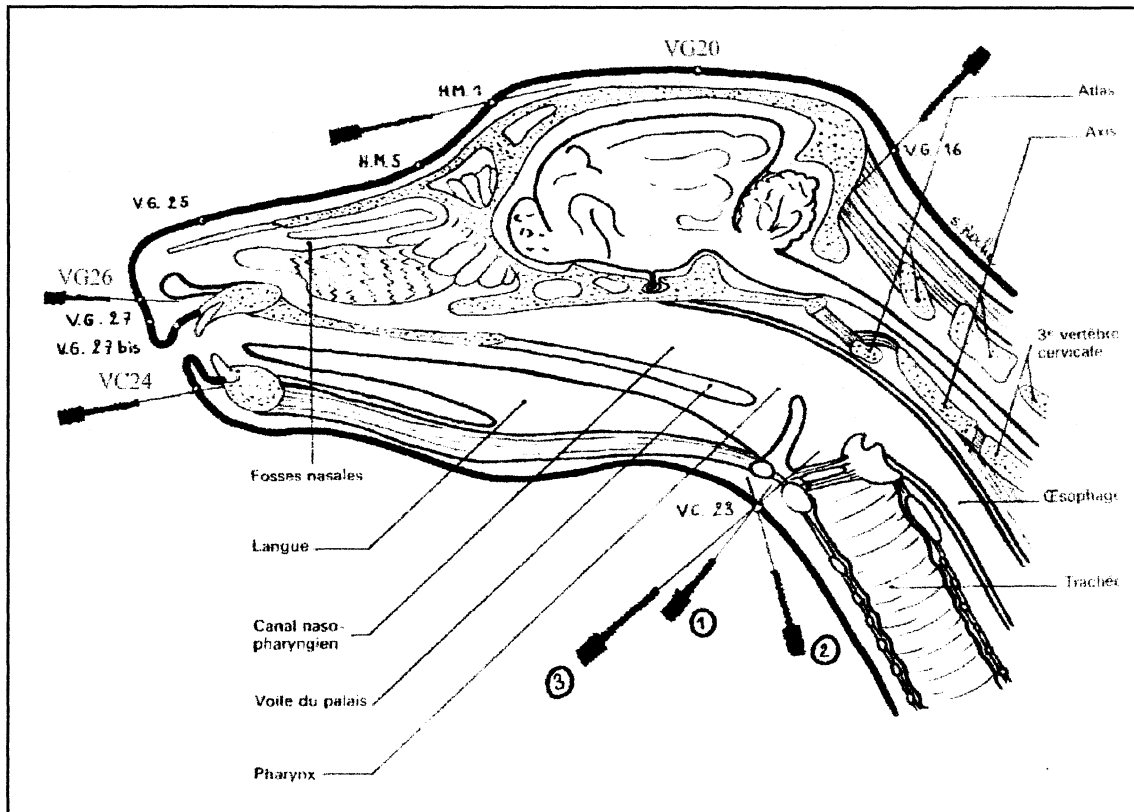 VG20
H.M. 1
Atlas
Axis
V.G. 16
H.M. 5
V.G. 25
VG26
V.G. 27
V.G. 27 bis
VC24
3e vertèbre
cervicale
Fosses nasales
V.C. 23
Œsophage
Langue
Trachée
①
Canal naso-
pharyngien
②
③
Voile du palais
Pharynx